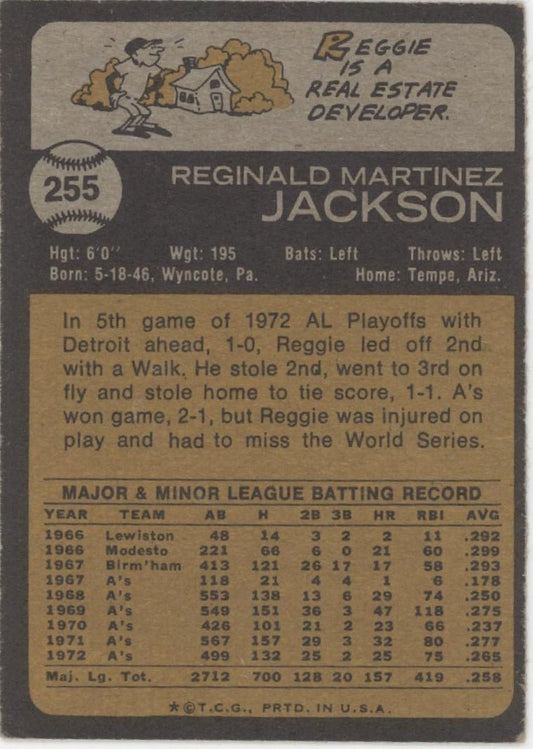 REGGIE
IS A
REAL ESTATE
DEVELOPER.
255
REGINALD MARTINEZ
JACKSON
Hgt: 6'0" Wgt: 195 Bats: Left Throws: Left
Born: 5-18-46, Wyncote, Pa. Home: Tempe, Ariz.
In 5th game of 1972 AL Playoffs with
Detroit ahead, 1-0, Reggie led off 2nd
with a Walk. He stole 2nd, went to 3rd on
fly and stole home to tie score, 1-1. A's
won game, 2-1, but Reggie was injured on
play and had to miss the World Series.
MAJOR & MINOR LEAGUE BATTING RECORD
YEAR TEAM AB H 2B 3B HR RBI AVG
1966 Lewiston 48 14 3 2 2 11 .292
1966 Modesto 221 66 6 0 21 60 .299
1967 Birm'ham 413 121 26 17 17 58 .293
1967 A's 118 21 4 4 1 6 .178
1968 A's 553 138 13 6 29 74 .250
1969 A's 549 151 36 3 47 118 .275
1970 A's 426 101 21 2 23 66 .237
1971 A's 567 157 29 3 32 80 .277
1972 A's 499 132 25 2 25 75 .265
Maj. Lg. Tot. 2712 700 128 20 157 419 .258
*©T.C.G., PRTD. IN U.S.A.